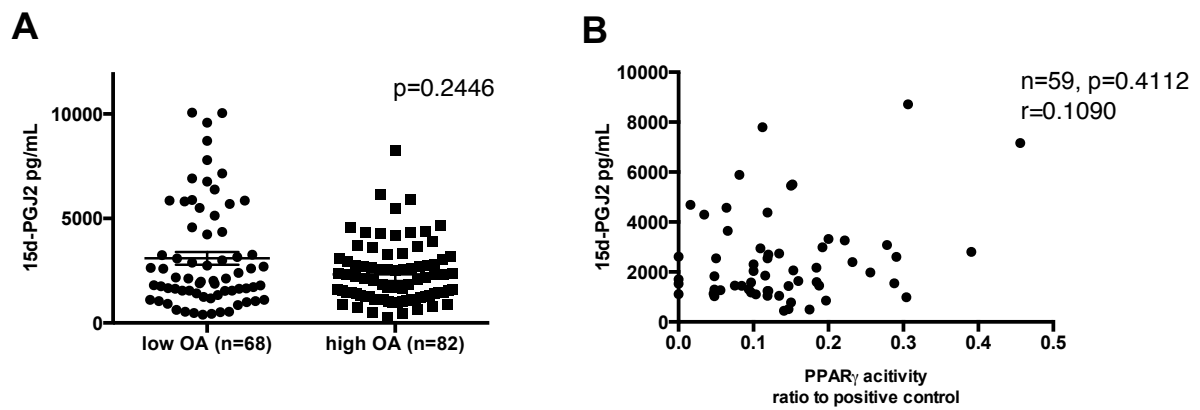 A
p=0.2446
15d-PGJ2 pg/mL
10000
5000
0
low OA (n=68)
high OA (n=82)
B
n=59, p=0.4112
r=0.1090
15d-PGJ2 pg/mL
10000
8000
6000
4000
2000
0
0.0 0.1 0.2 0.3 0.4 0.5
PPARγ acitivity
ratio to positive control